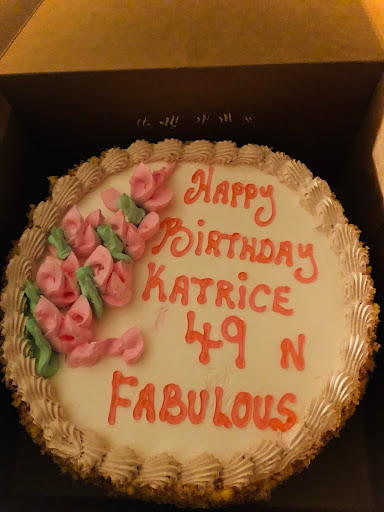 Happy
Birthday
Katrice
49 N
Fabulous